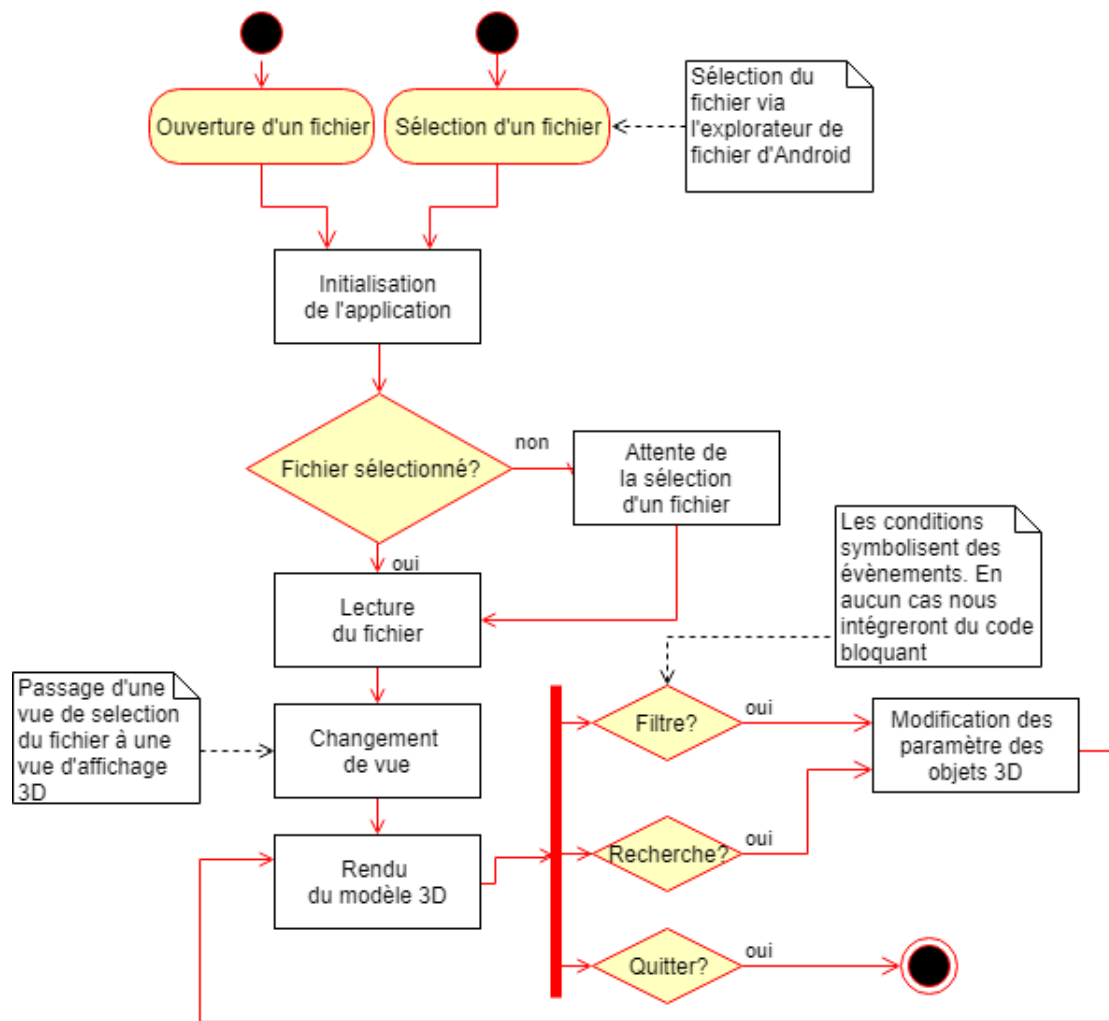 Ouverture d'un fichier
Sélection d'un fichier
Sélection du
fichier via
l'explorateur de
fichier d'Android
Initialisation
de l'application
Fichier sélectionné?
non
Attente de
la sélection
d'un fichier
oui
Les conditions
symbolisent des
évènements. En
aucun cas nous
intégreront du code
bloquant
Lecture
du fichier
Passage d'une
vue de selection
du fichier à une
vue d'affichage
3D
Changement
de vue
Filtre?
oui
Modification des
paramètre des
objets 3D
Rendu
du modèle 3D
Recherche?
oui
Quitter?
oui